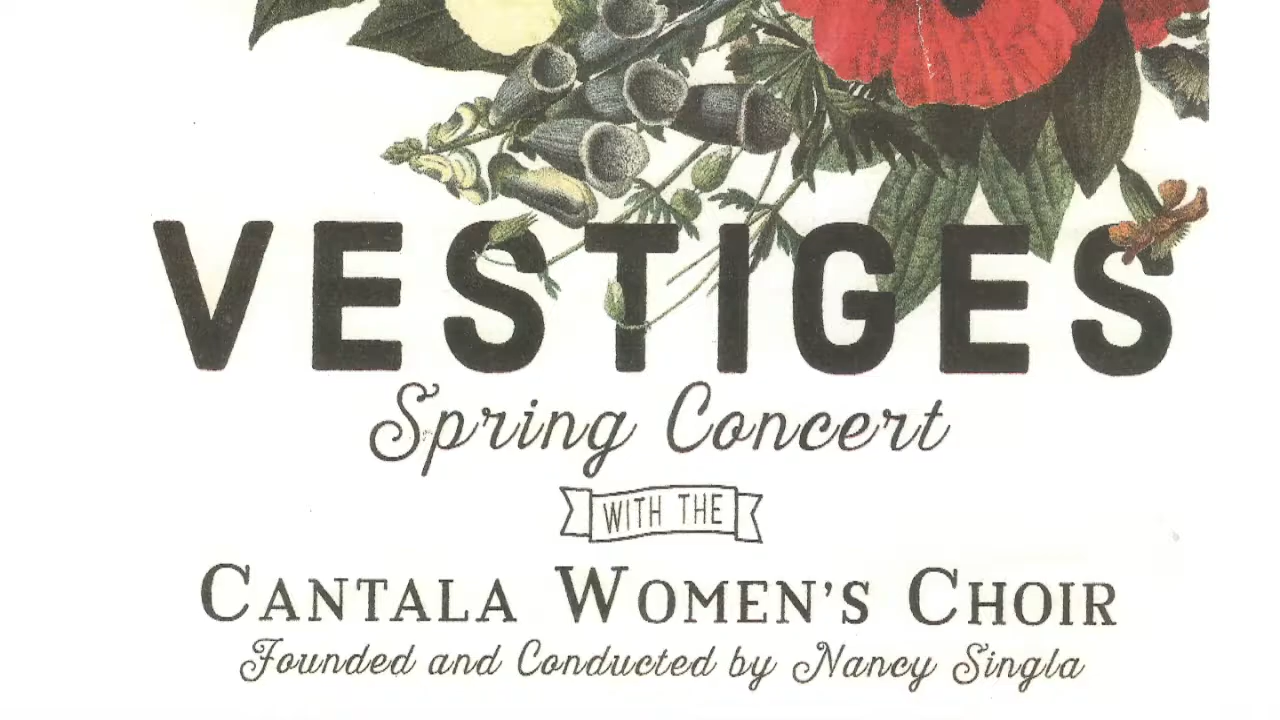 VESTIGES
Spring Concert
WITH THE
CANTALA WOMEN'S CHOIR
Founded and Conducted by Nancy Singla